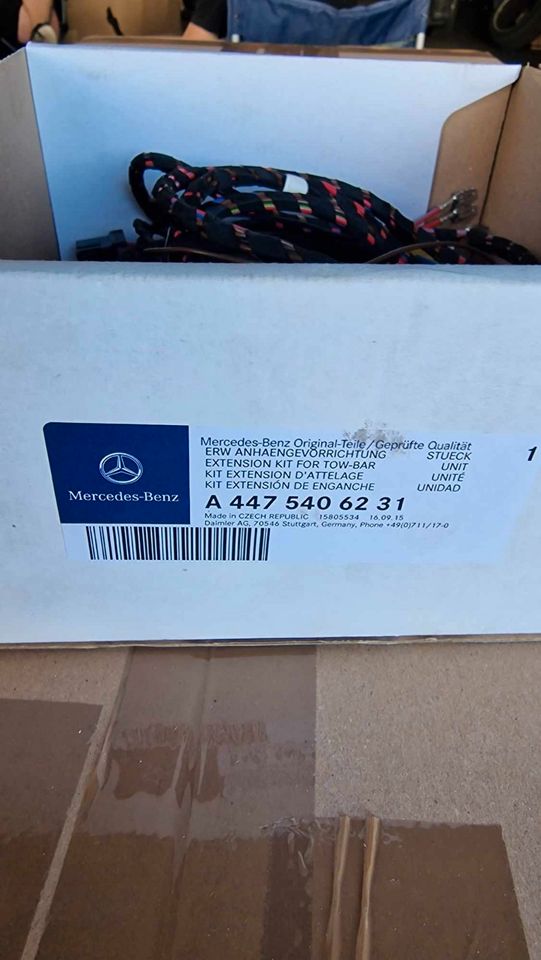 Mercedes-Benz Original-Teile/Geprüfte Qualität
ERW ANHAENGEVORRICHTUNG STUECK 1
EXTENSION KIT FOR TOW-BAR UNIT
KIT EXTENSION D'ATTELAGE UNITÉ
KIT EXTENSIÓN DE ENGANCHE UNIDAD
Mercedes-Benz
A 447 540 62 31
Made in CZECH REPUBLIC 15805534 16.09.15
Daimler AG, 70546 Stuttgart, Germany, Phone +49(0)711/17-0